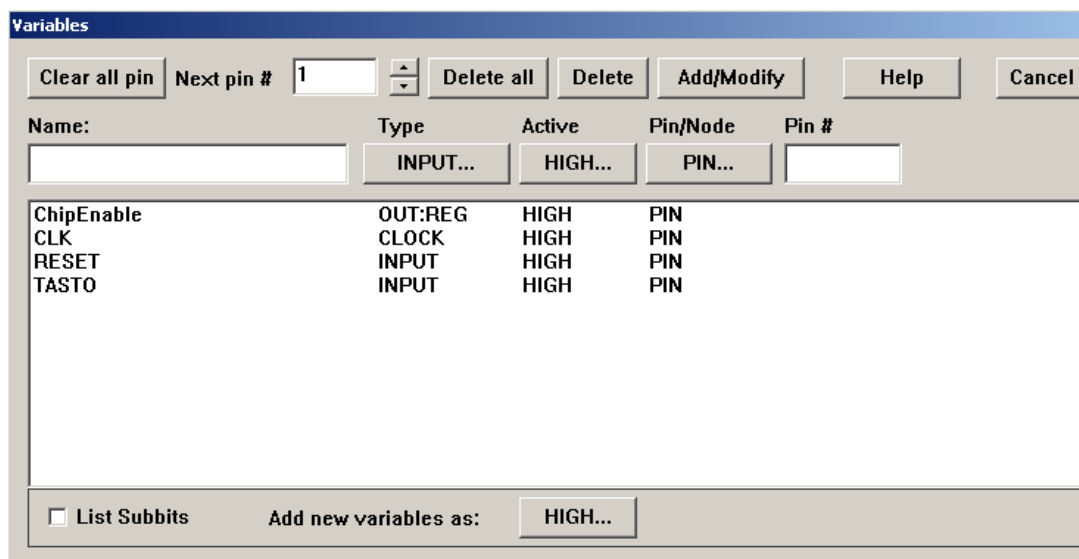 Variables
Clear all pin Next pin # 1 Delete all Delete Add/Modify Help Cancel
Name: Type Active Pin/Node Pin #
INPUT... HIGH... PIN...
ChipEnable OUT:REG HIGH PIN
CLK CLOCK HIGH PIN
RESET INPUT HIGH PIN
TASTO INPUT HIGH PIN
List Subbits Add new variables as: HIGH...